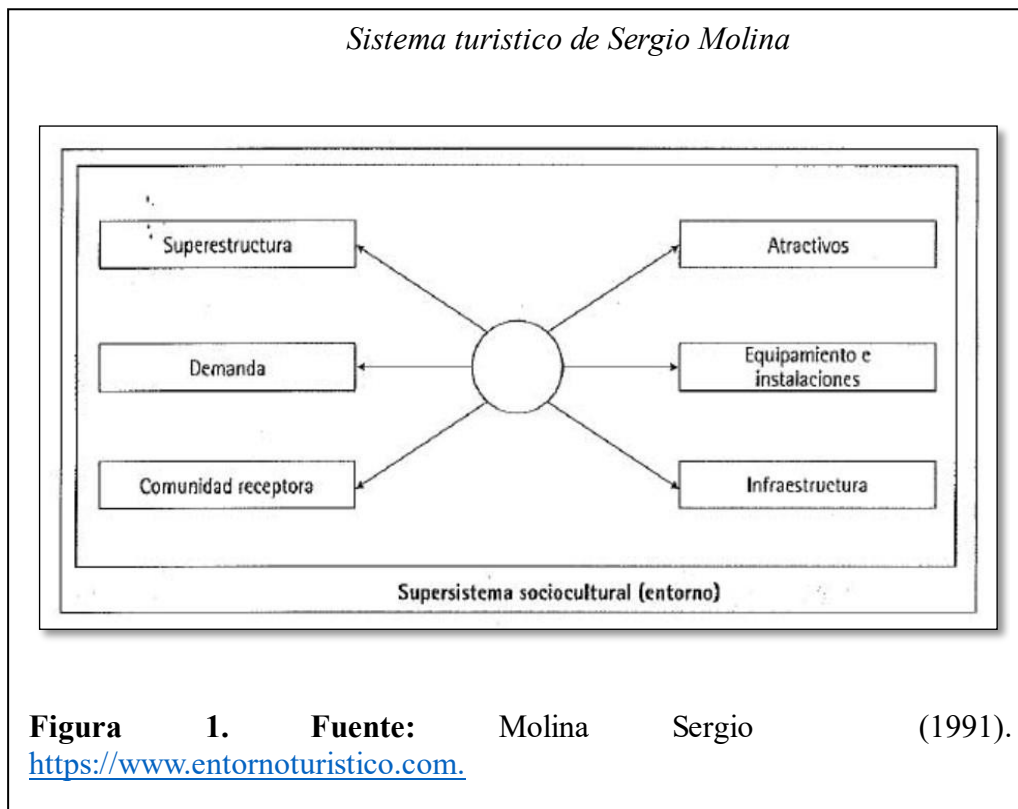 Sistema turistico de Sergio Molina
Superestructura
Atractivos
Demanda
Equipamiento e
instalaciones
Comunidad receptora
Infraestructura
Supersistema sociocultural (entorno)
Figura 1. Fuente: Molina Sergio (1991).
https://www.entornoturistico.com.